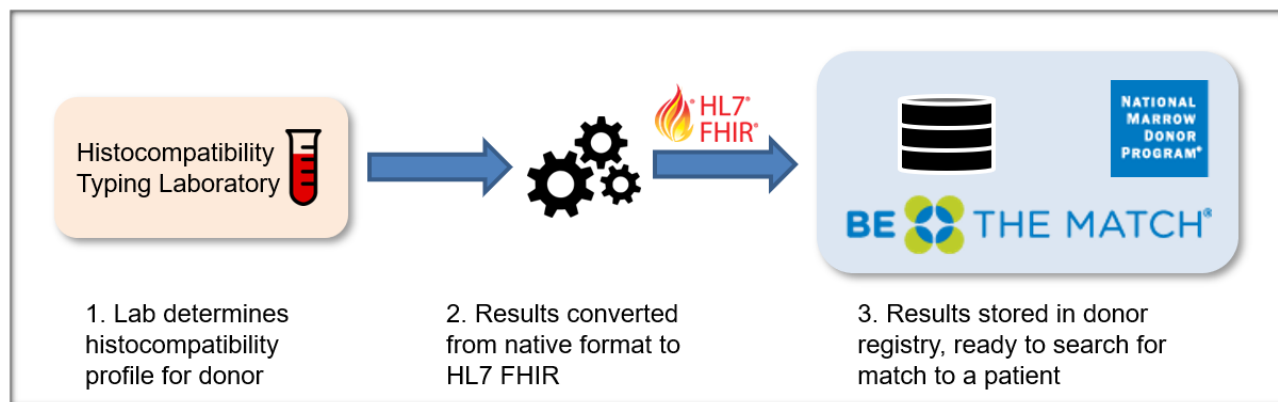 Histocompatibility
Typing Laboratory
HL7®
FHIR®
NATIONAL
MARROW
DONOR
PROGRAM®
BE THE MATCH®
1. Lab determines
histocompatibility
profile for donor
2. Results converted
from native format to
HL7 FHIR
3. Results stored in donor
registry, ready to search for
match to a patient